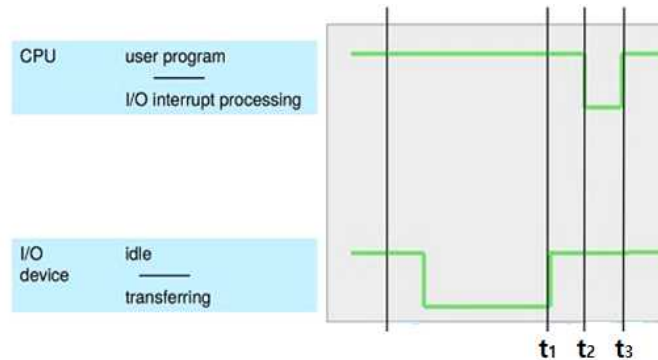 CPU
user program
I/O interrupt processing
I/O
device
idle
transferring
t1 t2 t3